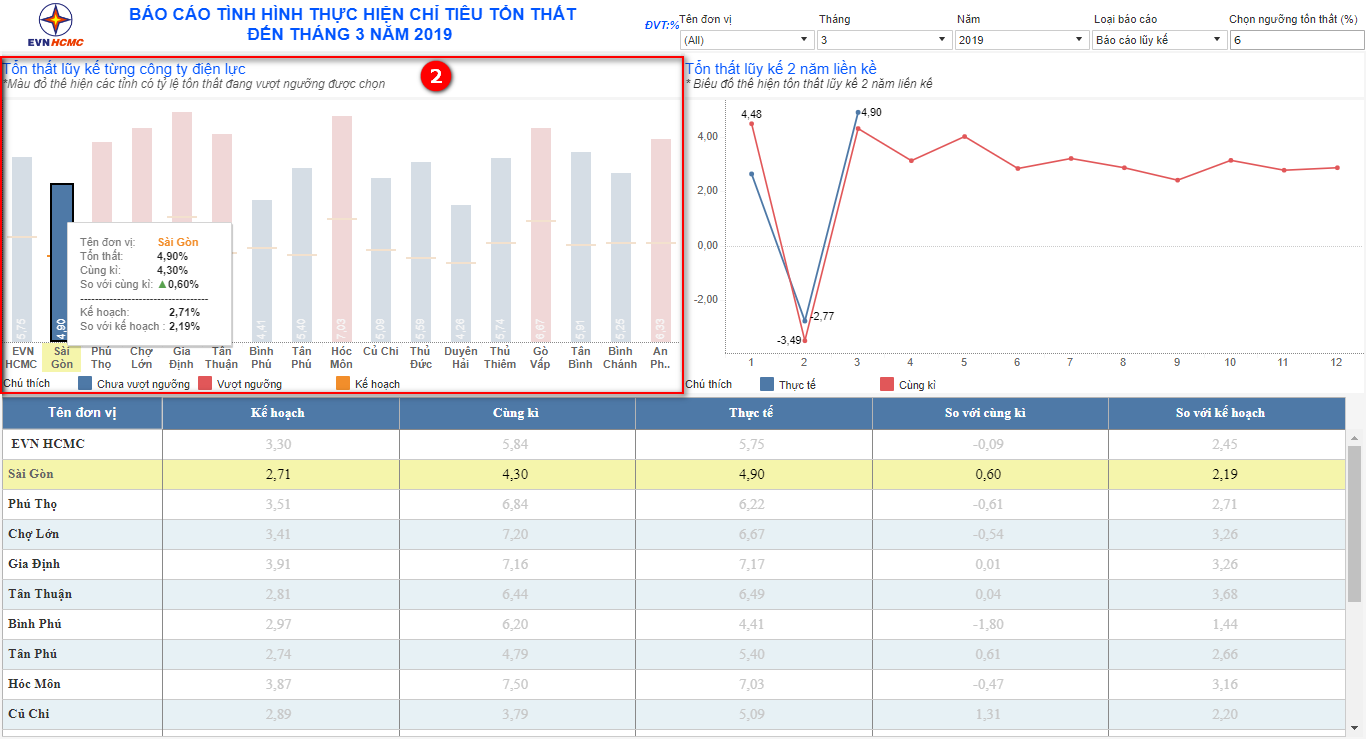 BÁO CÁO TÌNH HÌNH THỰC HIỆN CHỈ TIÊU TỔN THẤT
ĐẾN THÁNG 3 NĂM 2019
EVNHCMC
ĐVT:%
Tên đơn vị Tháng Năm Loại báo cáo Chọn ngưỡng tổn thất (%)
(All) 3 2019 Báo cáo lũy kế 6
Tổn thất lũy kế từng công ty điện lực
*Màu đỏ thể hiện các tỉnh có tỷ lệ tổn thất đang vượt ngưỡng được chọn
2
Tên đơn vị: Sài Gòn
Tổn thất: 4,90%
Cùng kì: 4,30%
So với cùng kì: ▲0,60%
Kế hoạch: 2,71%
So với kế hoạch : 2,19%
5,75 4,90 4,41 5,40 7,03 5,09 5,59 4,26 5,74 6,67 5,91 5,25 6,33
EVN HCMC Sài Gòn Phú Thọ Chợ Lớn Gia Định Tân Thuận Bình Phú Tân Phú Hóc Môn Củ Chi Thủ Đức Duyên Hải Thủ Thiêm Gò Vấp Tân Bình Bình Chánh An Ph..
Chú thích Chưa vượt ngưỡng Vượt ngưỡng Kế hoạch
Tổn thất lũy kế 2 năm liền kề
* Biểu đồ thể hiện tổn thất lũy kế 2 năm liền kề
4,48 4,90
4,00
2,00
0,00
-2,00
-2,77
-3,49
1 2 3 4 5 6 7 8 9 10 11 12
Chú thích Thực tế Cùng kì
Tên đơn vị Kế hoạch Cùng kì Thực tế So với cùng kì So với kế hoạch
EVN HCMC 3,30 5,84 5,75 -0,09 2,45
Sài Gòn 2,71 4,30 4,90 0,60 2,19
Phú Thọ 3,51 6,84 6,22 -0,61 2,71
Chợ Lớn 3,41 7,20 6,67 -0,54 3,26
Gia Định 3,91 7,16 7,17 0,01 3,26
Tân Thuận 2,81 6,44 6,49 0,04 3,68
Bình Phú 2,97 6,20 4,41 -1,80 1,44
Tân Phú 2,74 4,79 5,40 0,61 2,66
Hóc Môn 3,87 7,50 7,03 -0,47 3,16
Củ Chi 2,89 3,79 5,09 1,31 2,20